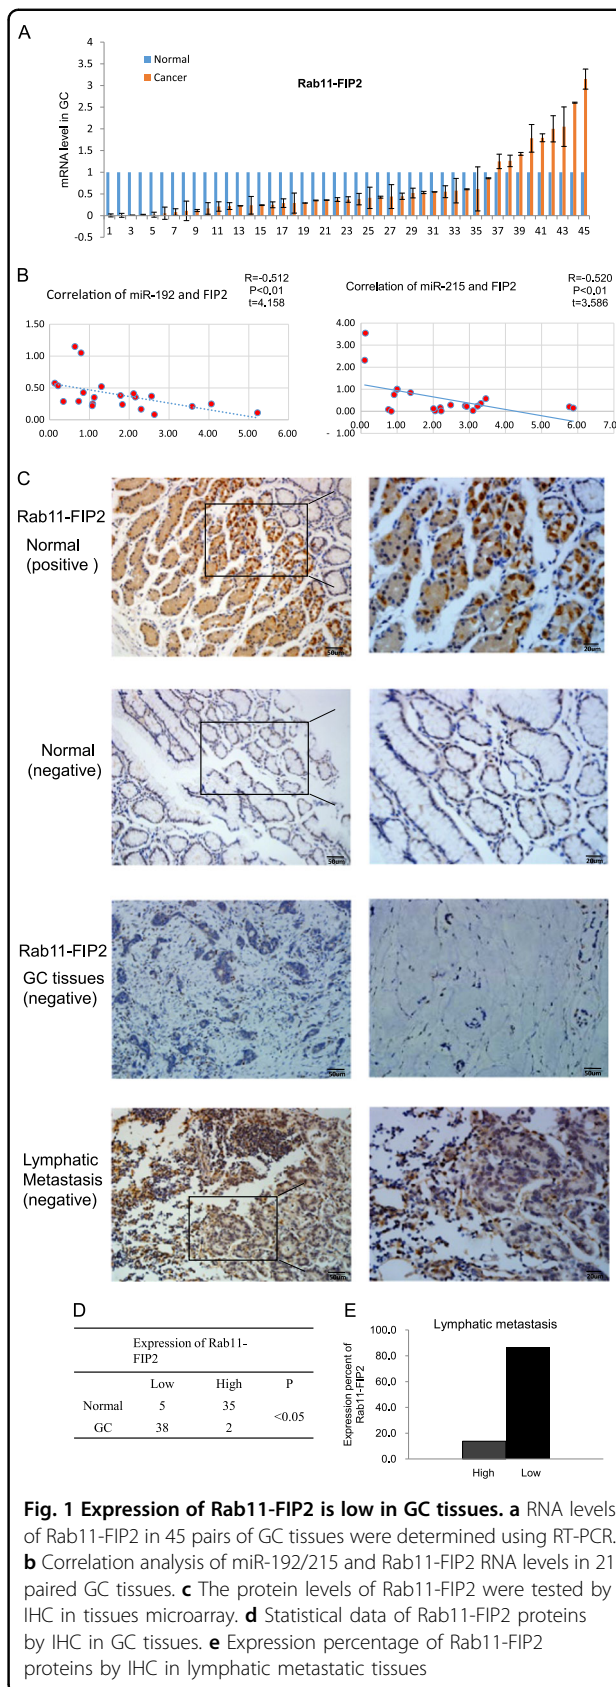 A
Normal
Cancer
Rab11-FIP2
mRNA level in GC
4
3.5
3
2.5
2
1.5
1
0.5
0
-0.5
1 3 5 7 9 11 13 15 17 19 21 23 25 27 29 31 33 35 37 39 41 43 45
B
Correlation of miR-192 and FIP2
R=-0.512
P<0.01
t=4.158
1.50
1.00
0.50
0.00
0.00 1.00 2.00 3.00 4.00 5.00 6.00
Correlation of miR-215 and FIP2
R=-0.520
P<0.01
t=3.586
4.00
3.00
2.00
1.00
0.00
- 1.00
0.00 1.00 2.00 3.00 4.00 5.00 6.00 7.0
C
Rab11-FIP2
Normal
(positive )
50um
20um
Normal
(negative)
50um
20um
Rab11-FIP2
GC tissues
(negative)
50um
50um
Lymphatic
Metastasis
(negative)
50um
20um
D
Expression of Rab11-
FIP2
Low High P
Normal 5 35
<0.05
GC 38 2
E
Lymphatic metastasis
Expression percent of
Rab11-FIP2
100.0
80.0
60.0
40.0
20.0
0.0
High Low
Fig. 1 Expression of Rab11-FIP2 is low in GC tissues. a RNA levels
of Rab11-FIP2 in 45 pairs of GC tissues were determined using RT-PCR.
b Correlation analysis of miR-192/215 and Rab11-FIP2 RNA levels in 21
paired GC tissues. c The protein levels of Rab11-FIP2 were tested by
IHC in tissues microarray. d Statistical data of Rab11-FIP2 proteins
by IHC in GC tissues. e Expression percentage of Rab11-FIP2
proteins by IHC in lymphatic metastatic tissues